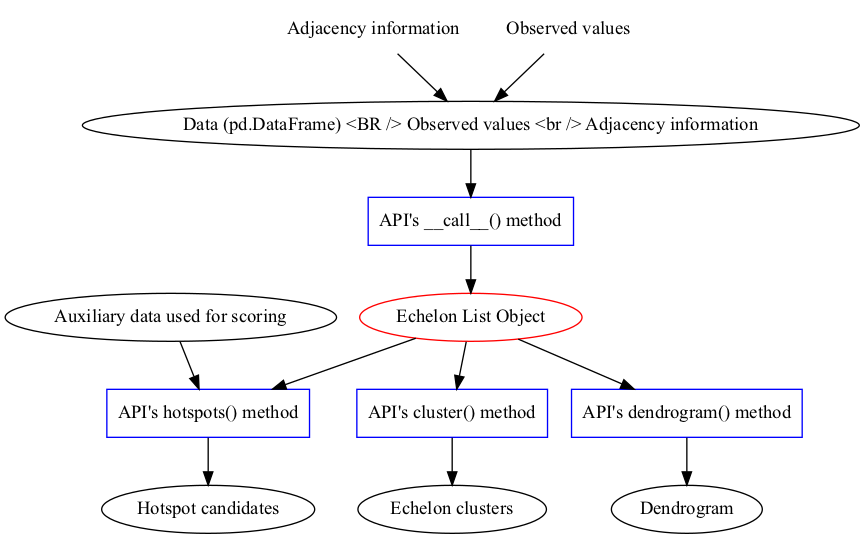 Adjacency information
Observed values
Data (pd.DataFrame) <BR /> Observed values <br /> Adjacency information
API's __call__() method
Auxiliary data used for scoring
Echelon List Object
API's hotspots() method
API's cluster() method
API's dendrogram() method
Hotspot candidates
Echelon clusters
Dendrogram